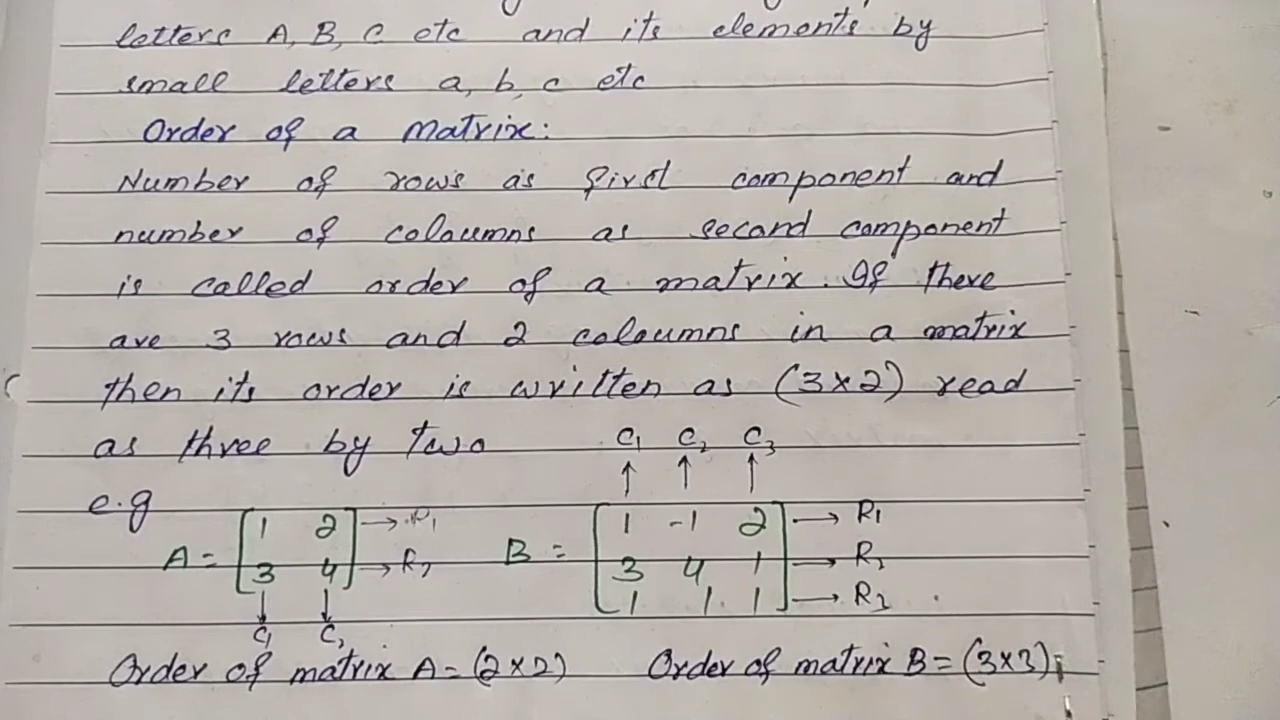 letters A, B, C etc and its elements by
small letters a, b, c etc
Order of a matrix:
Number of rows as first component and
number of coloumns as second component
is called order of a matrix. If there
are 3 rows and 2 coloumns in a matrix
then its order is written as (3×2) read
as three by two
C₁ C₂ C₃
↑ ↑ ↑
e.g
A = [1 2] → R₁ B = [1 -1 2] → R₁
[3 4] → R₂ [3 4 1] → R₂
↓ ↓ [1 1 1] → R₃
C₁ C₂
Order of matrix A = (2×2) Order of matrix B = (3×3);